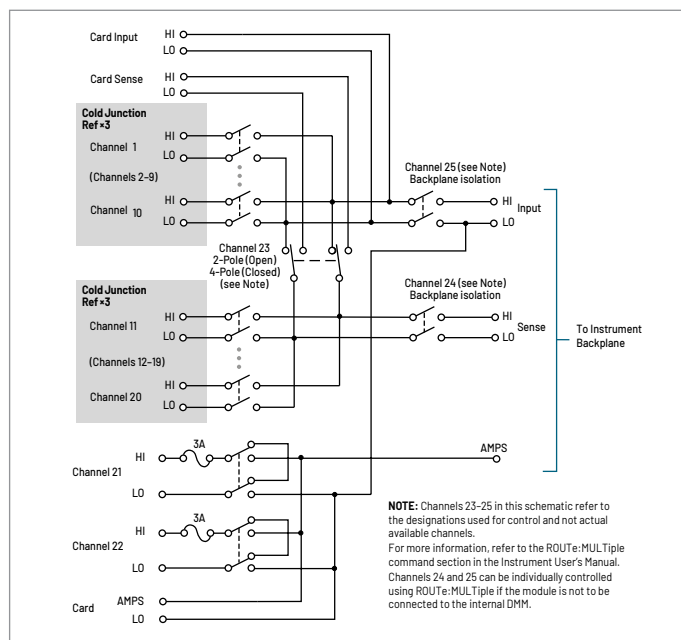 Card Input HI
LO
Card Sense HI
LO
Cold Junction
Ref ×3
HI
Channel 1
LO
(Channels 2–9)
HI
Channel 10
LO
Channel 25 (see Note)
Backplane isolation
HI
Input
LO
Channel 23
2-Pole (Open)
4-Pole (Closed)
(see Note)
Channel 24 (see Note)
Backplane isolation
HI
Sense
LO
To Instrument
Backplane
Cold Junction
Ref ×3
HI
Channel 11
LO
(Channels 12–19)
HI
Channel 20
LO
3A
HI
Channel 21
LO
AMPS
3A
HI
Channel 22
LO
AMPS
Card
LO
NOTE: Channels 23–25 in this schematic refer to
the designations used for control and not actual
available channels.
For more information, refer to the ROUTe:MULTiple
command section in the Instrument User's Manual.
Channels 24 and 25 can be individually controlled
using ROUTe:MULTiple if the module is not to be
connected to the internal DMM.